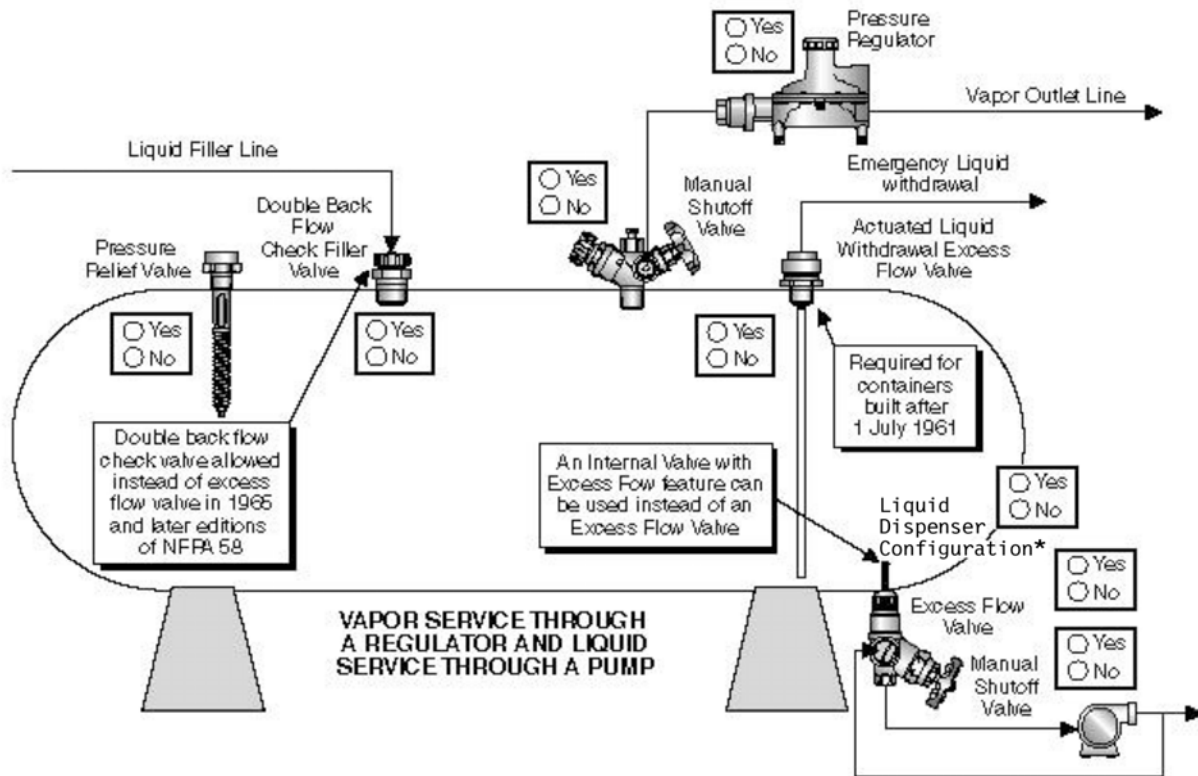 Yes
No
Pressure
Regulator
Vapor Outlet Line
Liquid Filler Line
Yes
No
Manual
Shutoff
Valve
Emergency Liquid
withdrawal
Double Back
Flow
Check Filler
Valve
Pressure
Relief Valve
Actuated Liquid
Withdrawal Excess
Flow Valve
Yes
No
Yes
No
Yes
No
Required for
containers
built after
1 July 1961
Double back flow
check valve allowed
instead of excess
flow valve in 1965
and later editions
of NFPA 58
An Internal Valve with
Excess Fow feature can
be used instead of an
Excess Flow Valve
Yes
No
Liquid
Dispenser
Configuration*
Yes
No
Excess Flow
Valve
Yes
No
Manual
Shutoff
Valve
VAPOR SERVICE THROUGH
A REGULATOR AND LIQUID
SERVICE THROUGH A PUMP